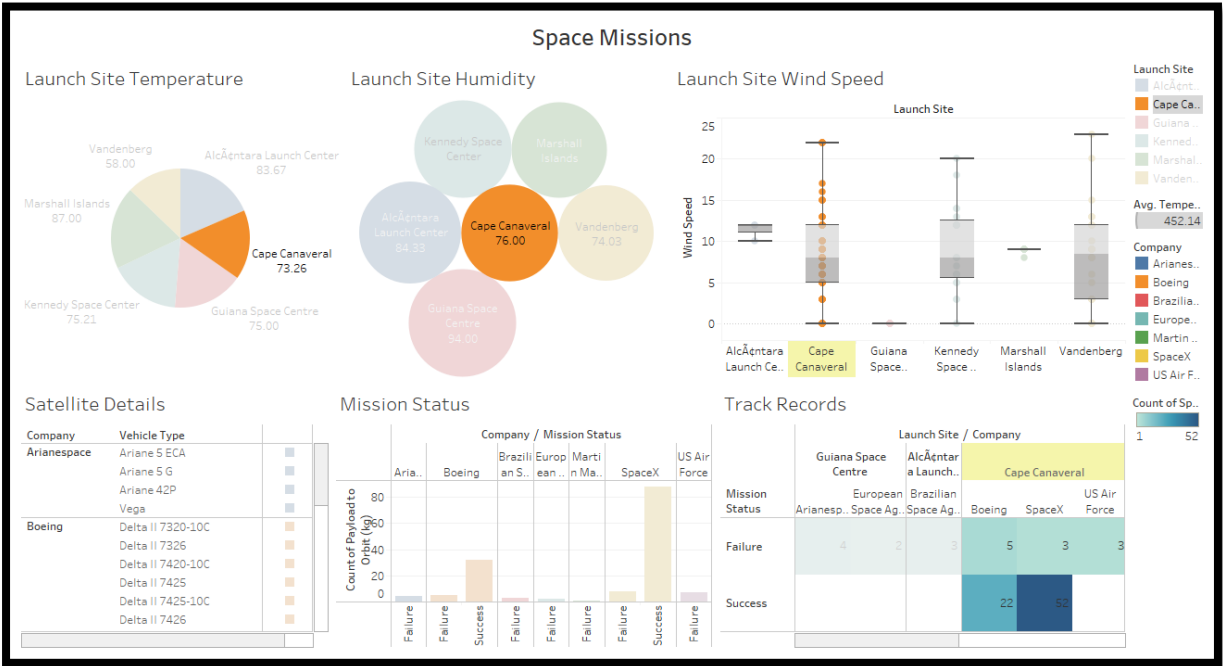 Space Missions
Launch Site Temperature
Vandenberg
58.00
AlcÃ¢ntara Launch Center
83.67
Marshall Islands
87.00
Cape Canaveral
73.26
Kennedy Space Center
75.21
Guiana Space Centre
75.00
Launch Site Humidity
Kennedy Space
Center
Marshall
Islands
AlcÃ¢ntara
Launch Center
84.33
Cape Canaveral
76.00
Vandenberg
74.03
Guiana Space
Centre
94.00
Launch Site Wind Speed
Launch Site
Wind Speed
25
20
15
10
5
0
AlcÃ¢ntara
Launch Ce..
Cape
Canaveral
Guiana
Space..
Kennedy
Space ..
Marshall
Islands
Vandenberg
Launch Site
AlcÃ¢nt..
Cape Ca..
Guiana ..
Kenned..
Marshal..
Vanden..
Avg. Tempe..
452.14
Company
Arianes..
Boeing
Brazilia..
Europe..
Martin ..
SpaceX
US Air F..
Count of Sp..
1 52
Satellite Details
Company Vehicle Type
Arianespace Ariane 5 ECA
Ariane 5 G
Ariane 42P
Vega
Boeing Delta II 7320-10C
Delta II 7326
Delta II 7420-10C
Delta II 7425
Delta II 7425-10C
Delta II 7426
Mission Status
Company / Mission Status
Aria..
Boeing
Brazili
an S..
Europ
ean ..
Marti
n Ma..
SpaceX
US Air
Force
Count of Payload to
Orbit (kg)
80
60
40
20
0
Failure
Failure
Success
Failure
Failure
Failure
Failure
Success
Failure
Track Records
Launch Site / Company
Guiana Space
Centre
AlcÃ¢ntar
a Launch..
Cape Canaveral
Mission
Status
Arianesp..
European
Space Ag..
Brazilian
Space Ag..
Boeing
SpaceX
US Air
Force
Failure 4 2 3 5 3 3
Success 22 52